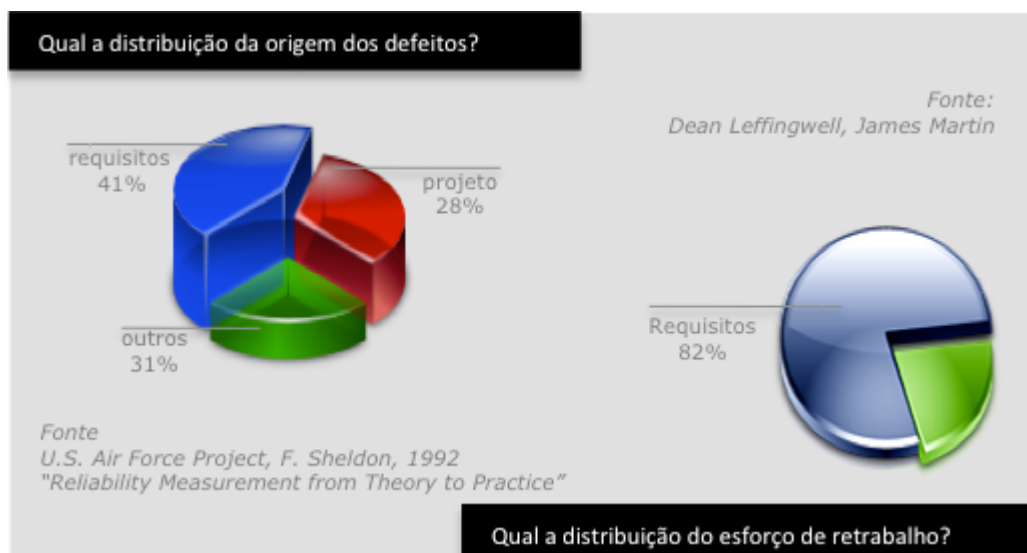 Qual a distribuição da origem dos defeitos?
Fonte:
Dean Leffingwell, James Martin
requisitos
41%
projeto
28%
outros
31%
Requisitos
82%
Fonte
U.S. Air Force Project, F. Sheldon, 1992
“Reliability Measurement from Theory to Practice”
Qual a distribuição do esforço de retrabalho?